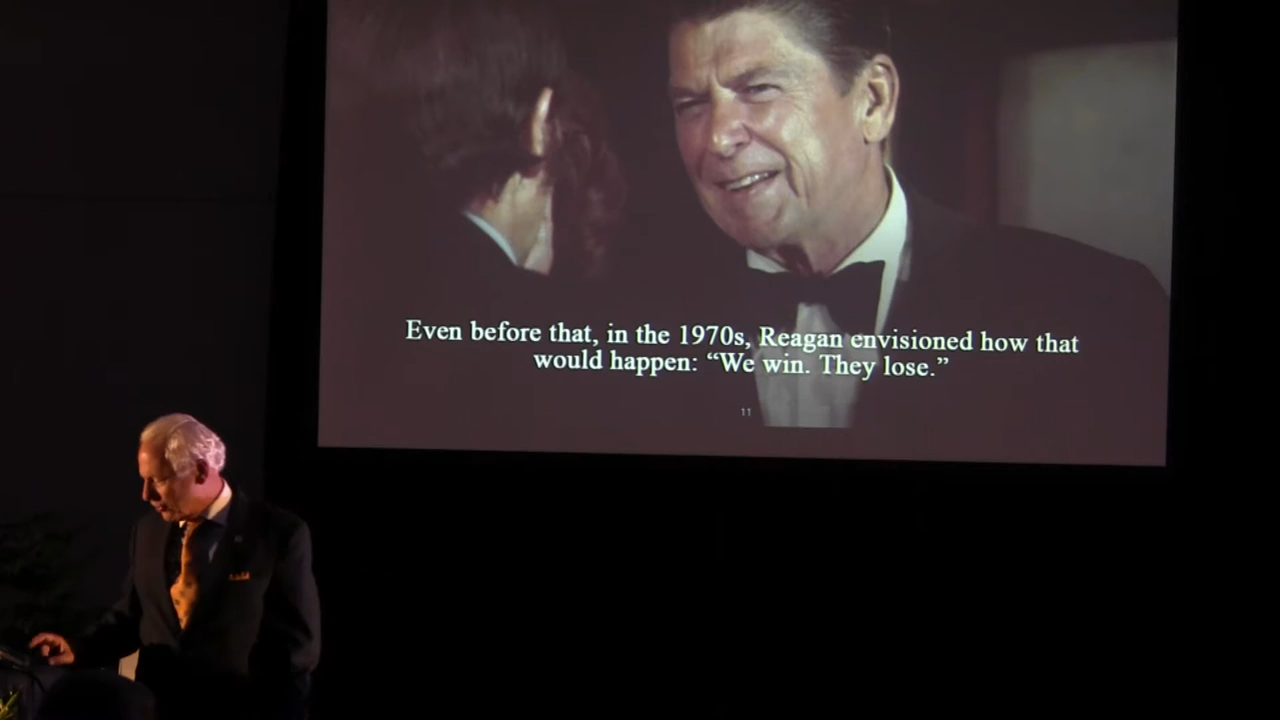 Even before that, in the 1970s, Reagan envisioned how that
would happen: “We win. They lose.”
11